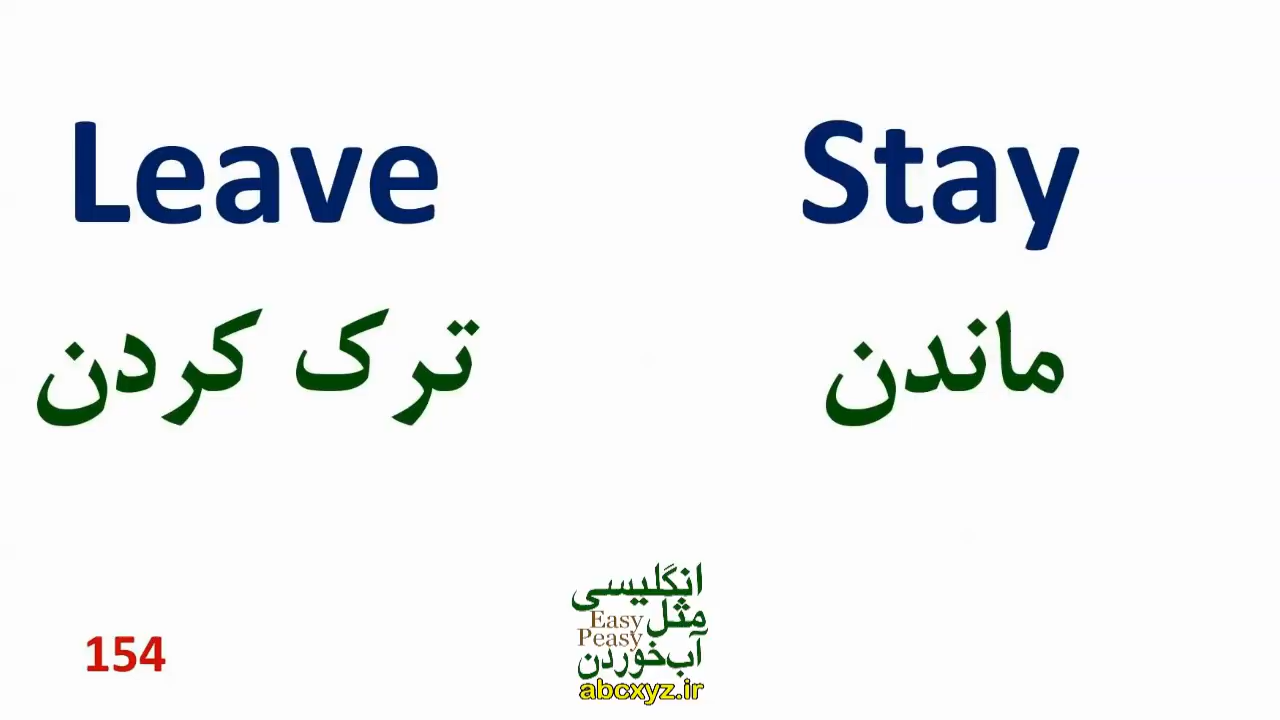 Leave
Stay
ترک کردن
ماندن
انگلیسی
مثل
Easy
Peasy
آب‌خوردن
abcxyz.ir
154